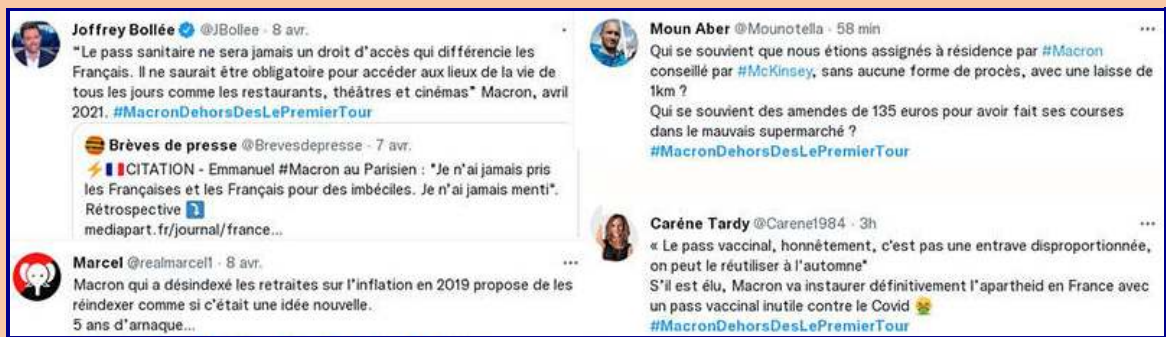 Joffrey Bollée @JBollee · 8 avr.
“Le pass sanitaire ne sera jamais un droit d’accès qui différencie les
Français. Il ne saurait être obligatoire pour accéder aux lieux de la vie de
tous les jours comme les restaurants, théâtres et cinémas” Macron, avril
2021. #MacronDehorsDesLePremierTour
Brèves de presse @Brevesdepresse · 7 avr.
⚡🇫🇷CITATION - Emmanuel #Macron au Parisien : "Je n’ai jamais pris
les Françaises et les Français pour des imbéciles. Je n’ai jamais menti".
Rétrospective ⤵️
mediapart.fr/journal/france...
Marcel @realmarcel1 · 8 avr.
Macron qui a désindexé les retraites sur l’inflation en 2019 propose de les
réindexer comme si c’était une idée nouvelle.
5 ans d’arnaque...
Moun Aber @Mounotella · 58 min
Qui se souvient que nous étions assignés à résidence par #Macron
conseillé par #McKinsey, sans aucune forme de procès, avec une laisse de
1km ?
Qui se souvient des amendes de 135 euros pour avoir fait ses courses
dans le mauvais supermarché ?
#MacronDehorsDesLePremierTour
Caréne Tardy @Carene1984 · 3h
« Le pass vaccinal, honnêtement, c'est pas une entrave disproportionnée,
on peut le réutiliser à l’automne"
S’il est élu, Macron va instaurer définitivement l’apartheid en France avec
un pass vaccinal inutile contre le Covid 🤮
#MacronDehorsDesLePremierTour